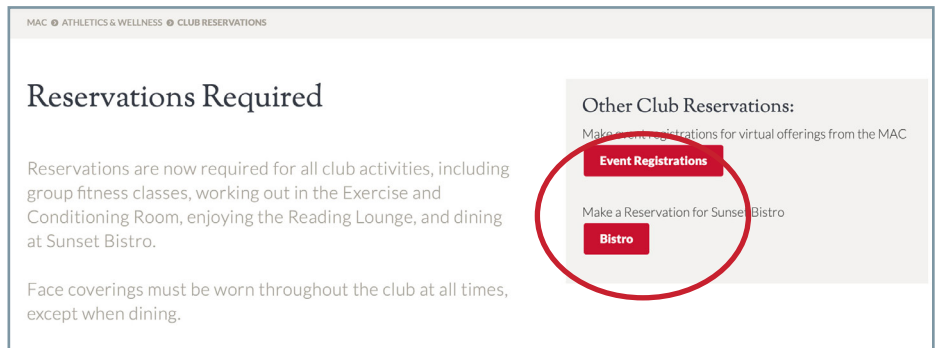 MAC ATHLETICS & WELLNESS CLUB RESERVATIONS
Reservations Required
Reservations are now required for all club activities, including
group fitness classes, working out in the Exercise and
Conditioning Room, enjoying the Reading Lounge, and dining
at Sunset Bistro.
Face coverings must be worn throughout the club at all times,
except when dining.
Other Club Reservations:
Make event registrations for virtual offerings from the MAC
Event Registrations
Make a Reservation for Sunset Bistro
Bistro